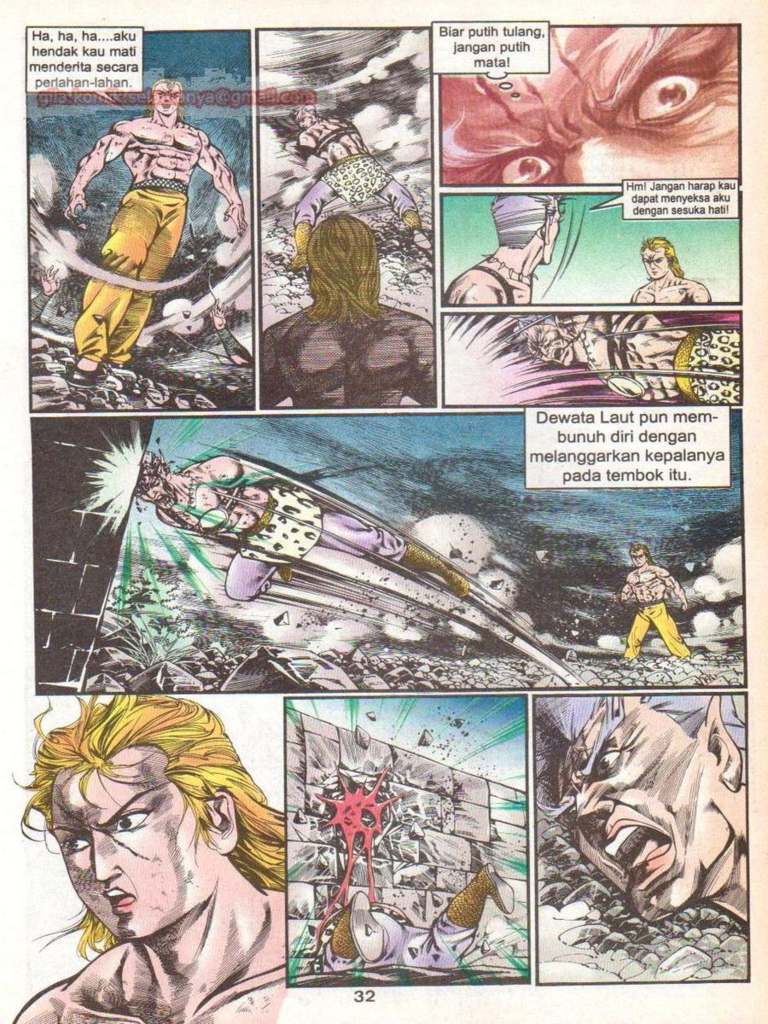 Ha, ha, ha....aku
hendak kau mati
menderita secara
perlahan-lahan.
Biar putih tulang,
jangan putih
mata!
Hm! Jangan harap kau
dapat menyeksa aku
dengan sesuka hati!
Dewata Laut pun mem-
bunuh diri dengan
melanggarkan kepalanya
pada tembok itu.
32